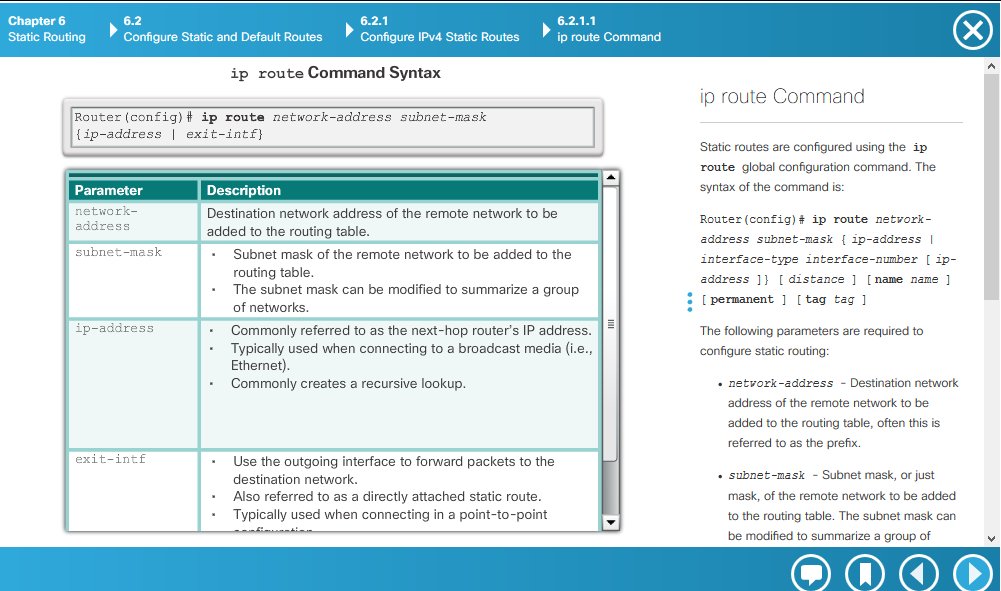 Chapter 6
Static Routing
6.2
Configure Static and Default Routes
6.2.1
Configure IPv4 Static Routes
6.2.1.1
ip route Command
ip route Command Syntax
Router(config)# ip route network-address subnet-mask
{ip-address | exit-intf}
Parameter Description
network-
address
Destination network address of the remote network to be
added to the routing table.
subnet-mask
· Subnet mask of the remote network to be added to the
routing table.
· The subnet mask can be modified to summarize a group
of networks.
ip-address
· Commonly referred to as the next-hop router's IP address.
· Typically used when connecting to a broadcast media (i.e.,
Ethernet).
· Commonly creates a recursive lookup.
exit-intf
· Use the outgoing interface to forward packets to the
destination network.
· Also referred to as a directly attached static route.
· Typically used when connecting in a point-to-point
ip route Command
Static routes are configured using the ip
route global configuration command. The
syntax of the command is:
Router(config)# ip route network-
address subnet-mask { ip-address |
interface-type interface-number [ ip-
address ]} [ distance ] [ name name ]
[ permanent ] [ tag tag ]
The following parameters are required to
configure static routing:
• network-address - Destination network
address of the remote network to be
added to the routing table, often this is
referred to as the prefix.
• subnet-mask - Subnet mask, or just
mask, of the remote network to be added
to the routing table. The subnet mask can
be modified to summarize a group of